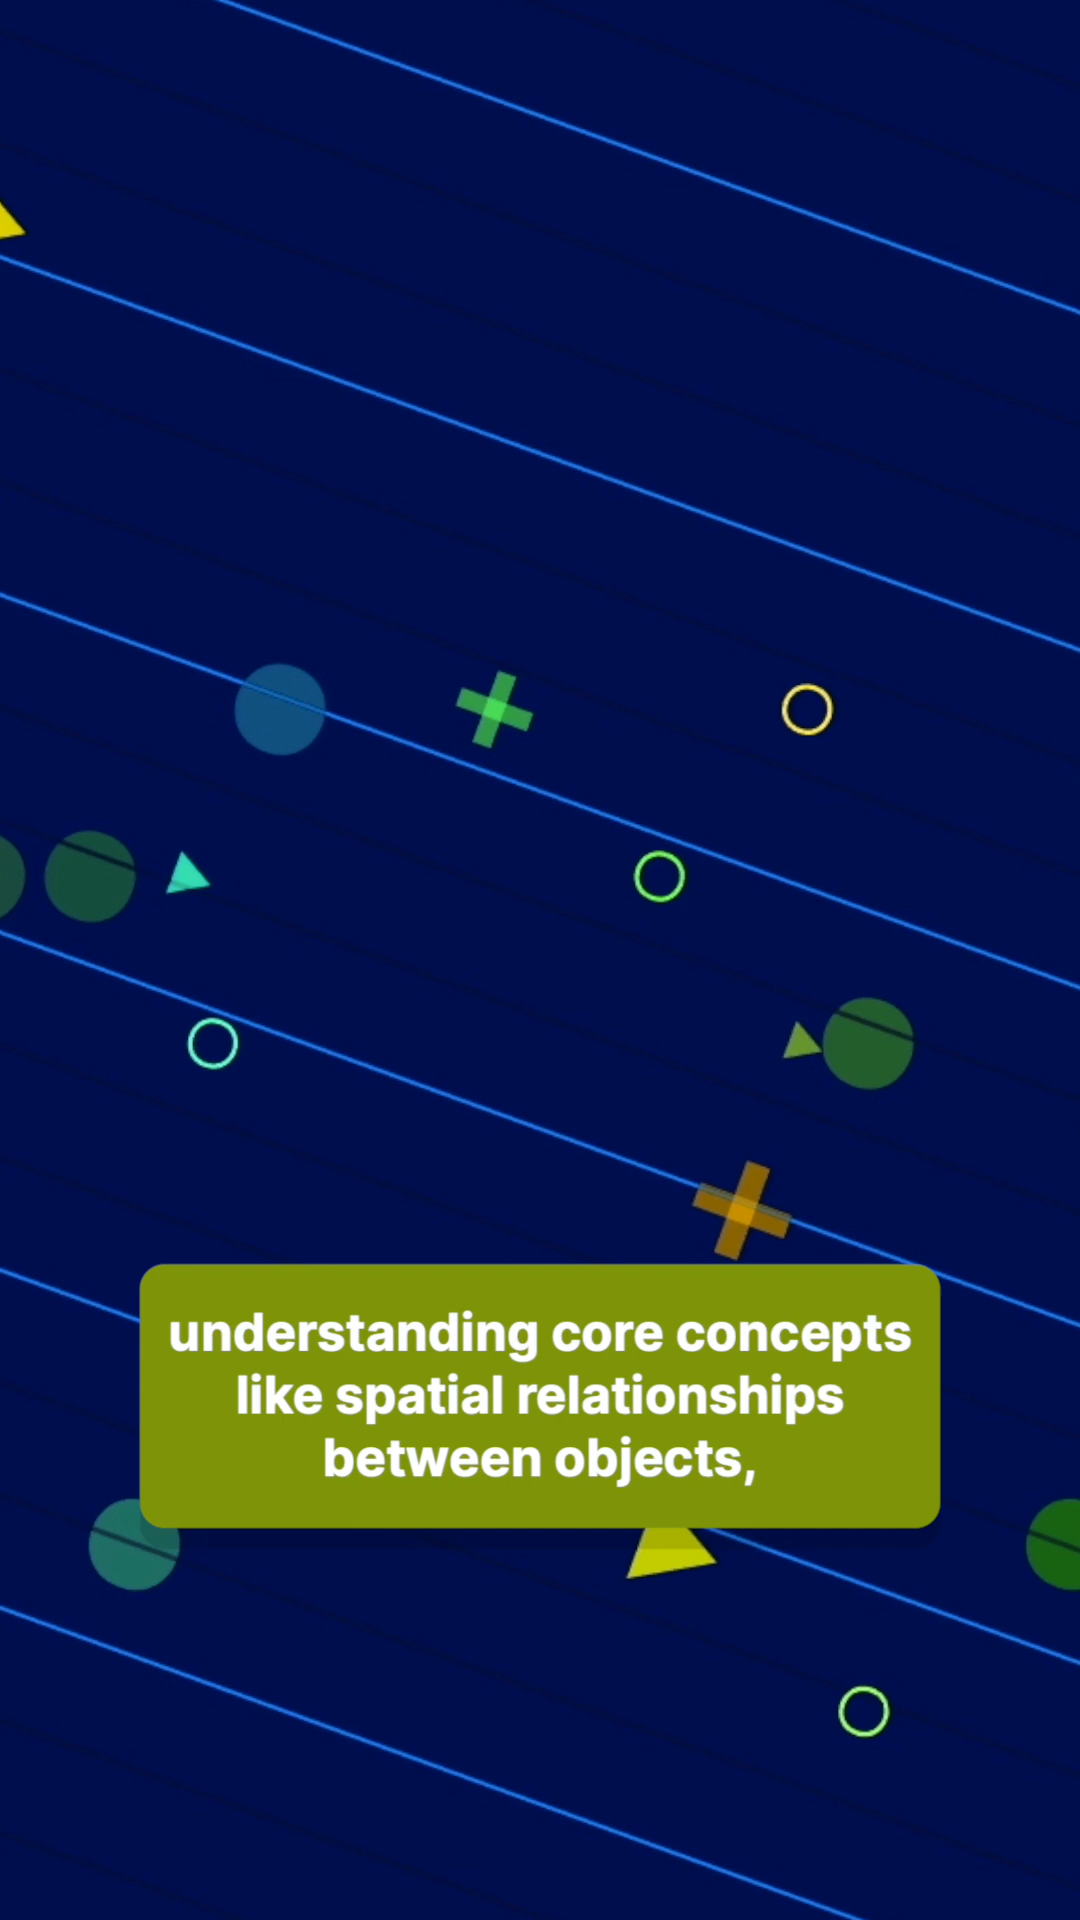 understanding core concepts
like spatial relationships
between objects,